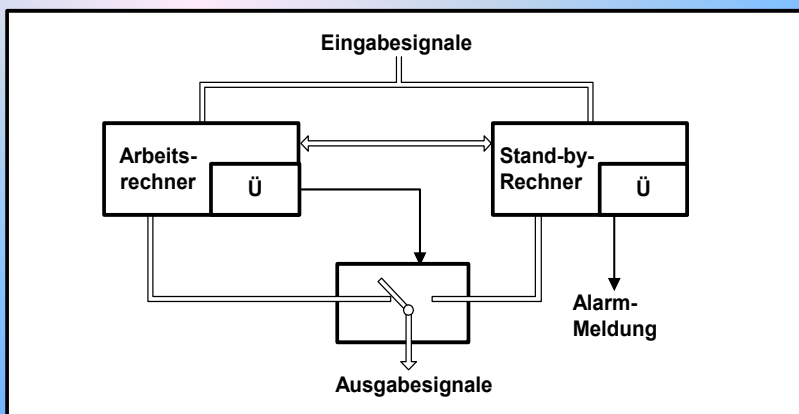 Eingabesignale
Arbeits-
rechner
Ü
Stand-by-
Rechner
Ü
Alarm-
Meldung
Ausgabesignale